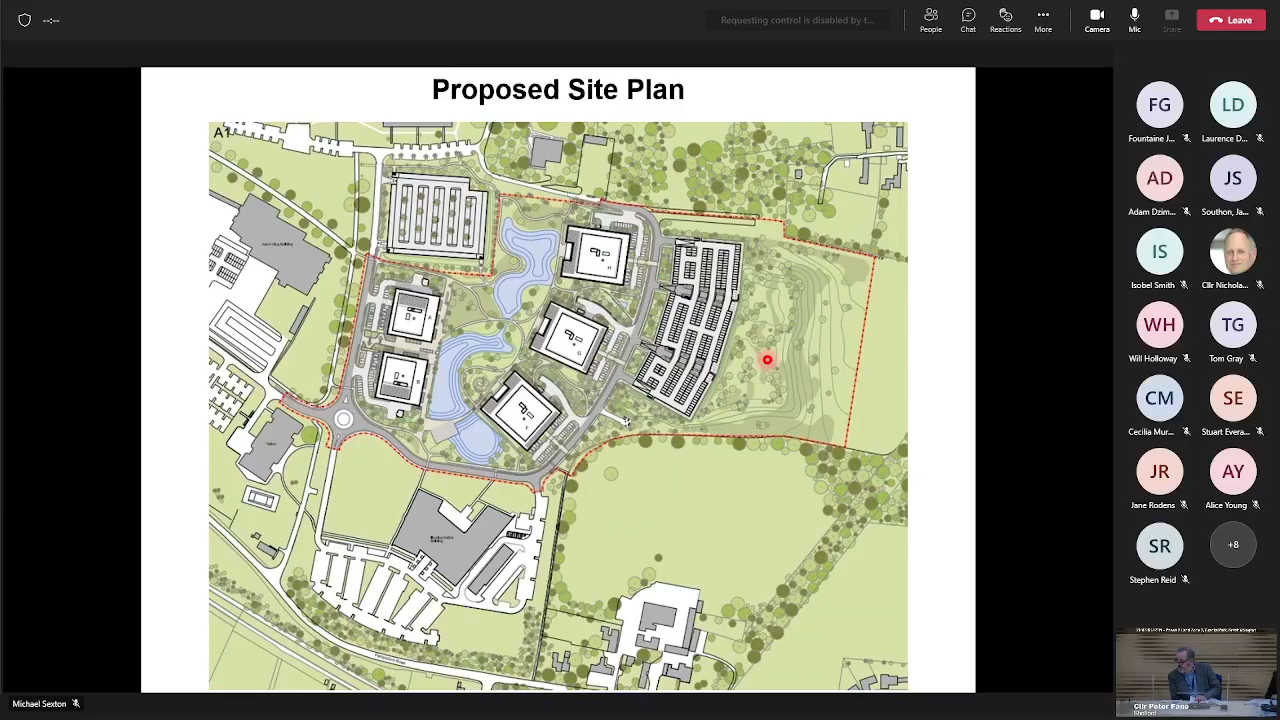 --:--
Requesting control is disabled by t...
People
Chat
Reactions
More
Camera
Mic
Share
Leave
Proposed Site Plan
A1
FG
LD
Fountaine J...
Laurence D...
AD
JS
Adam Dzim...
Southon, Ja...
IS
Isobel Smith
Cllr Nichola...
WH
TG
Will Holloway
Tom Gray
CM
SE
Cecilia Mur...
Stuart Evera...
JR
AY
Jane Rodens
Alice Young
SR
+8
Stephen Reid
Michael Sexton
Cllr Peter Fane
Shelford